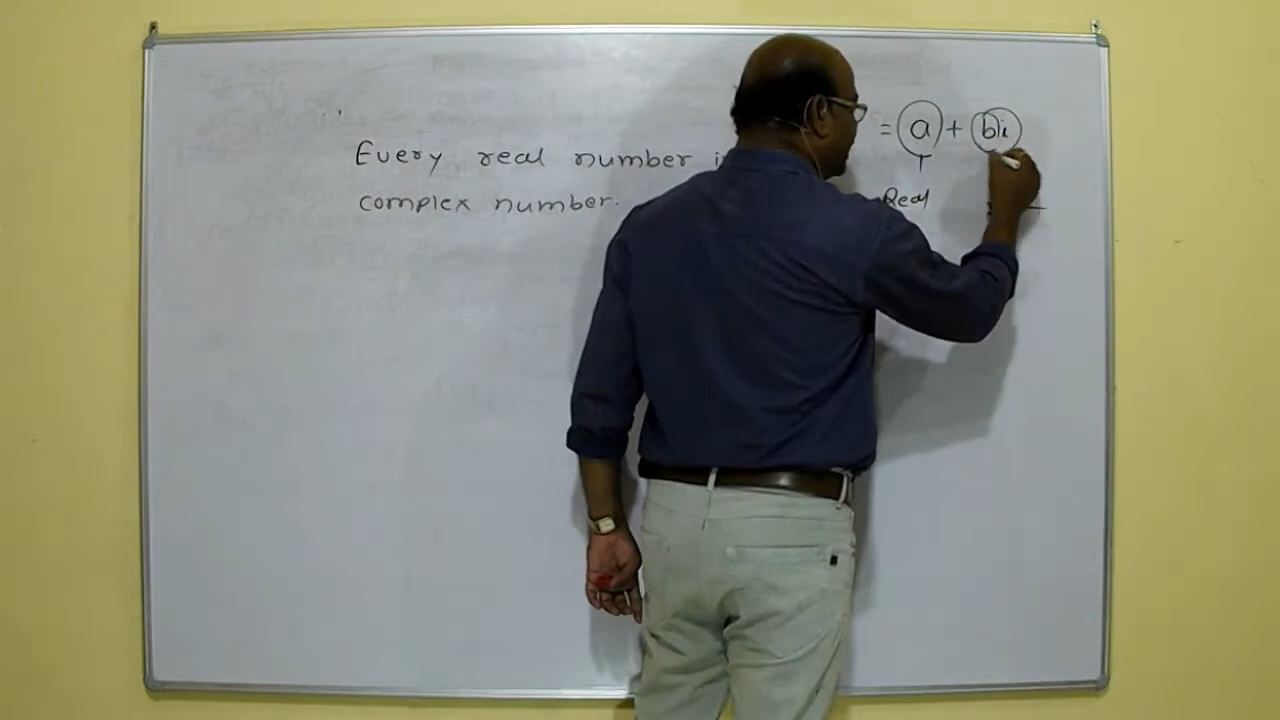 Every real number
complex number.
= a + bi
Real